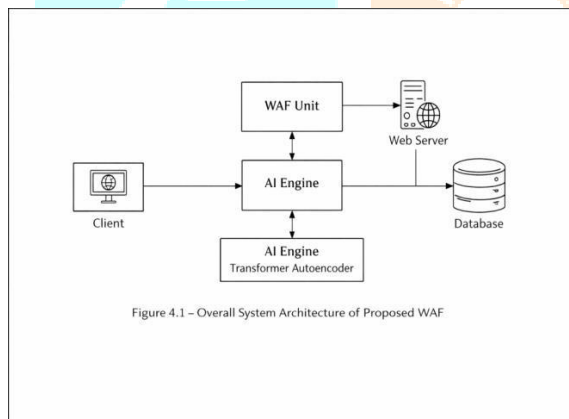 WAF Unit
Web Server
AI Engine
Client
Database
AI Engine
Transformer Autoencoder
Figure 4.1 – Overall System Architecture of Proposed WAF